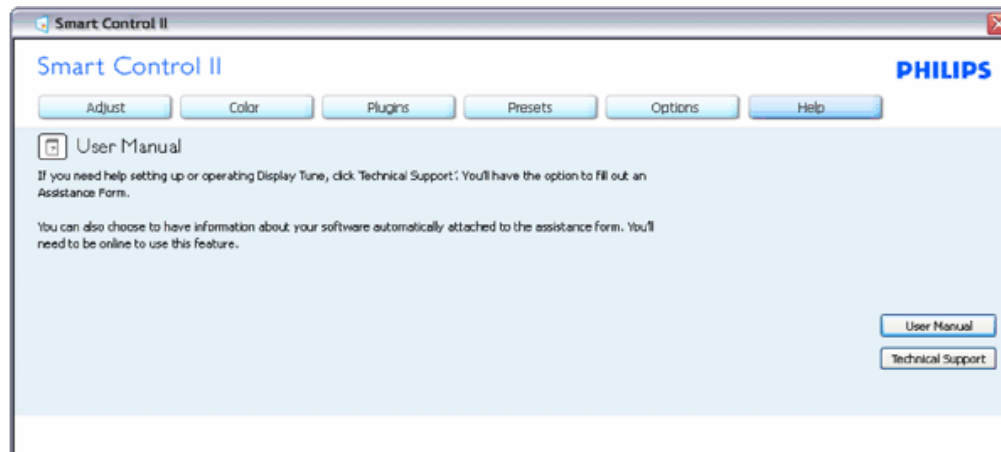 Smart Control II
Smart Control II
PHILIPS
Adjust
Color
Plugins
Presets
Options
Help
User Manual
If you need help setting up or operating Display Tune, click 'Technical Support'. You'll have the option to fill out an
Assistance Form.
You can also choose to have information about your software automatically attached to the assistance form. You'll
need to be online to use this feature.
User Manual
Technical Support